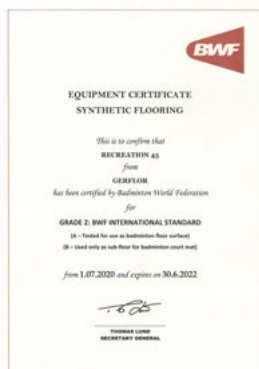 BWF
EQUIPMENT CERTIFICATE
SYNTHETIC FLOORING
This is to confirm that
RECREATION 45
from
GERFLOR
has been certified by Badminton World Federation
for
GRADE 2: BWF INTERNATIONAL STANDARD
(A – Tested for use as badminton floor surface)
(B – Used only as sub-floor for badminton court mat)
from 1.07.2020 and expires on 30.6.2022
THOMAS LUND
SECRETARY GENERAL